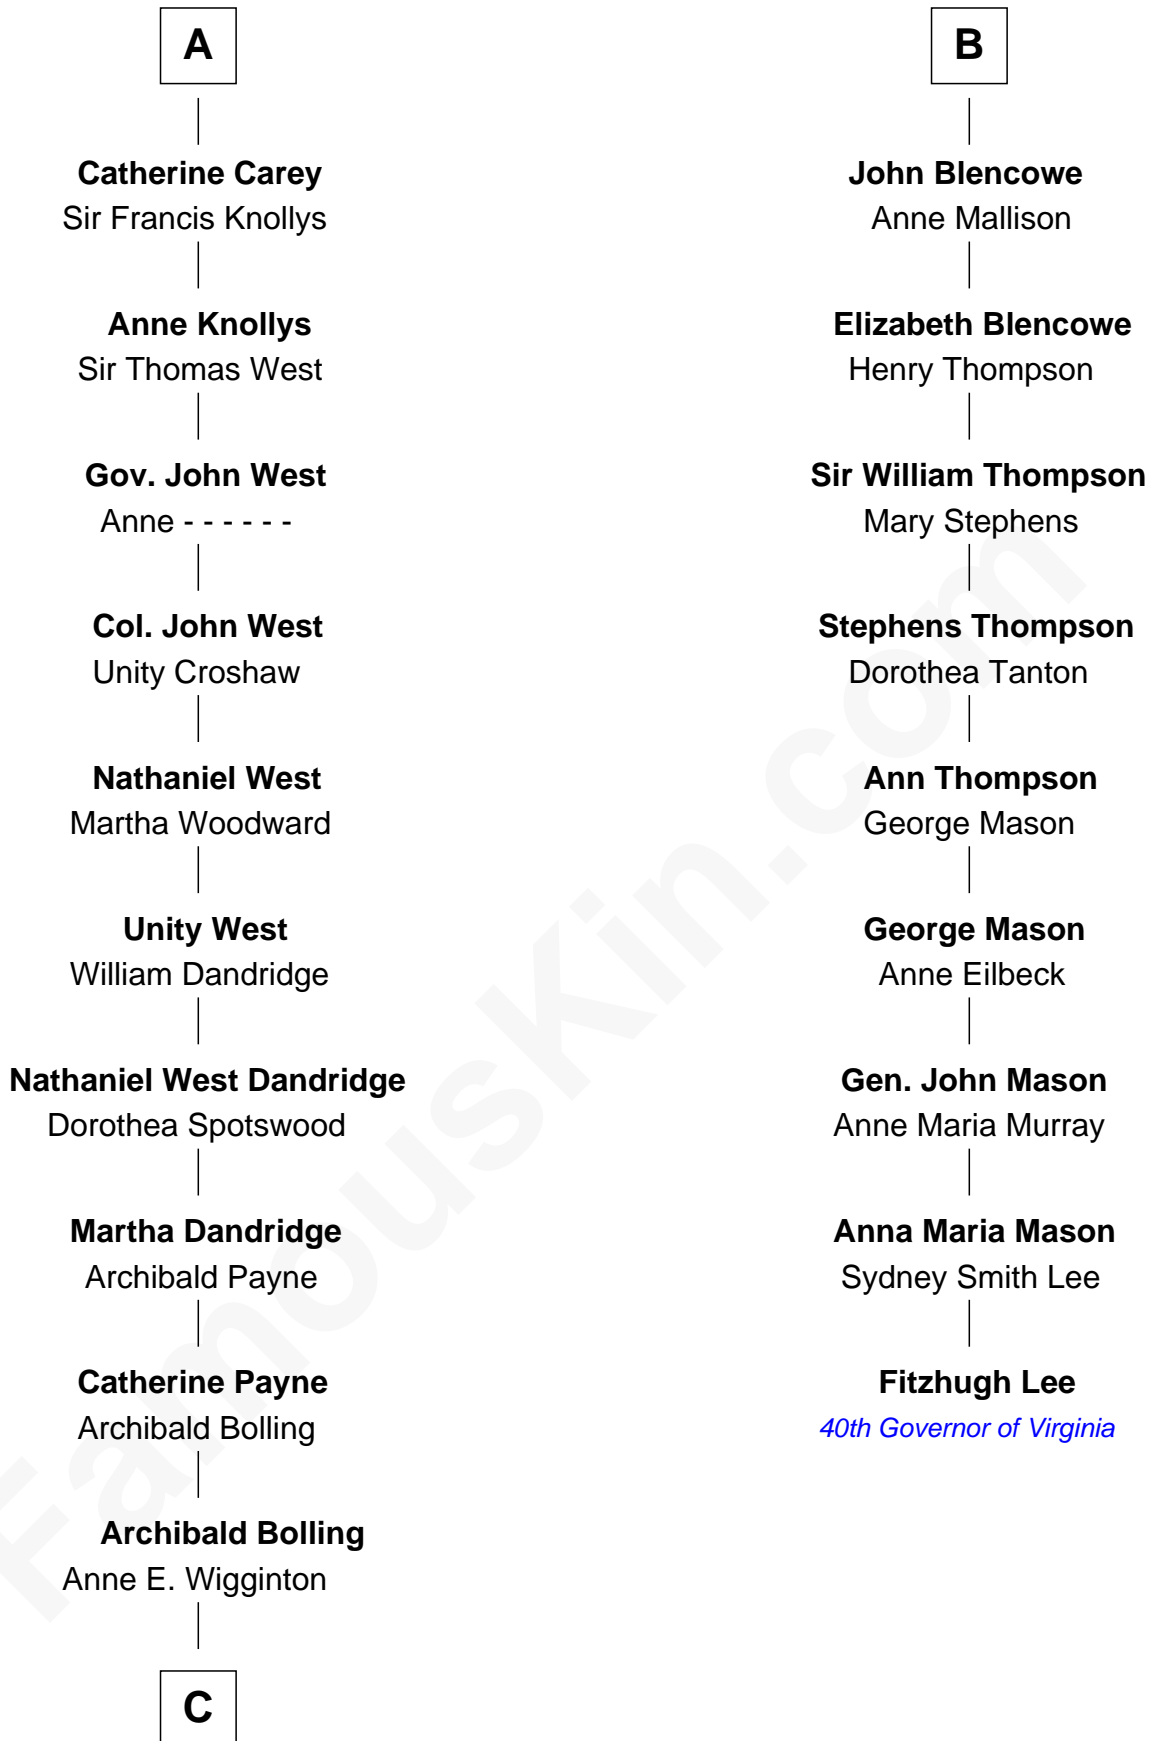 A
Catherine Carey
Sir Francis Knollys
Anne Knollys
Sir Thomas West
Gov. John West
Anne - - - - - -
Col. John West
Unity Croshaw
Nathaniel West
Martha Woodward
Unity West
William Dandridge
Nathaniel West Dandridge
Dorothea Spotswood
Martha Dandridge
Archibald Payne
Catherine Payne
Archibald Bolling
Archibald Bolling
Anne E. Wigginton
C
B
John Blencowe
Anne Mallison
Elizabeth Blencowe
Henry Thompson
Sir William Thompson
Mary Stephens
Stephens Thompson
Dorothea Tanton
Ann Thompson
George Mason
George Mason
Anne Eilbeck
Gen. John Mason
Anne Maria Murray
Anna Maria Mason
Sydney Smith Lee
Fitzhugh Lee
40th Governor of Virginia
FamousKin.com